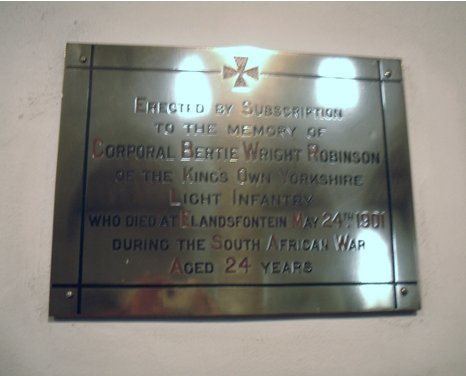 ERECTED BY SUBSCRIPTION
TO THE MEMORY OF
CORPORAL BERTIE WRIGHT ROBINSON
OF THE KINGS OWN YORKSHIRE
LIGHT INFANTRY
WHO DIED AT ELANDSFONTEIN MAY 24TH 1901
DURING THE SOUTH AFRICAN WAR
AGED 24 YEARS